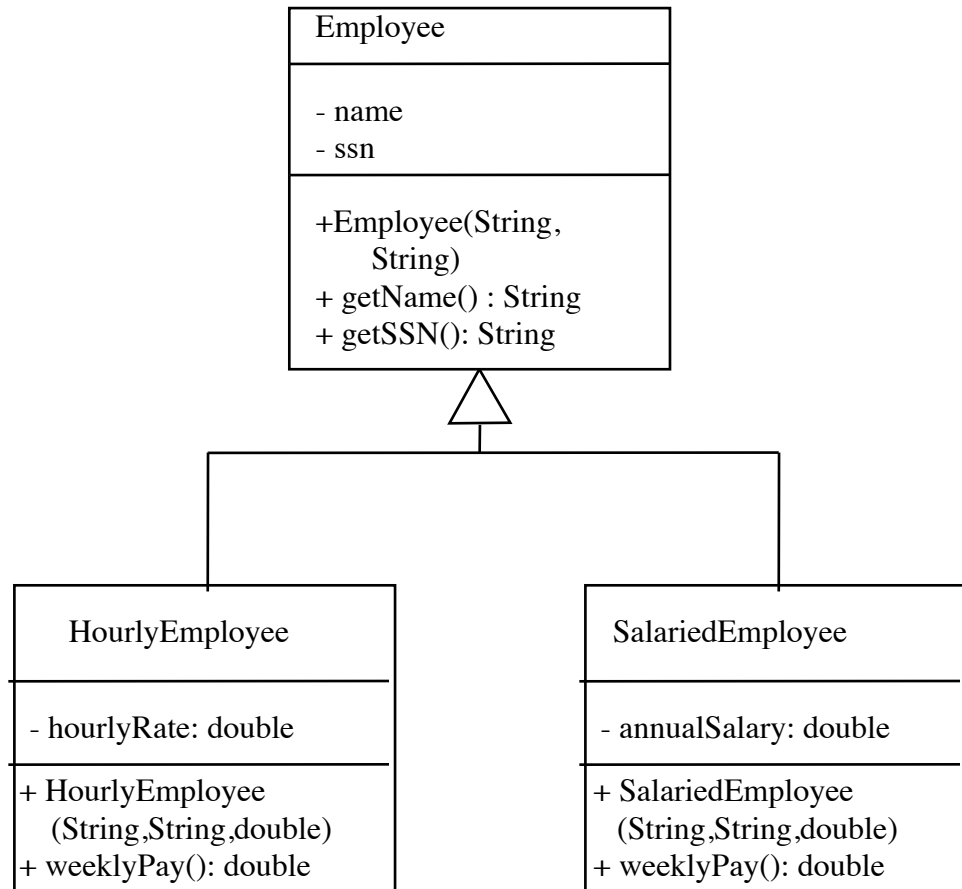 Employee
- name
- ssn
+Employee(String,
String)
+ getName() : String
+ getSSN(): String
HourlyEmployee
- hourlyRate: double
+ HourlyEmployee
(String,String,double)
+ weeklyPay(): double
SalariedEmployee
- annualSalary: double
+ SalariedEmployee
(String,String,double)
+ weeklyPay(): double